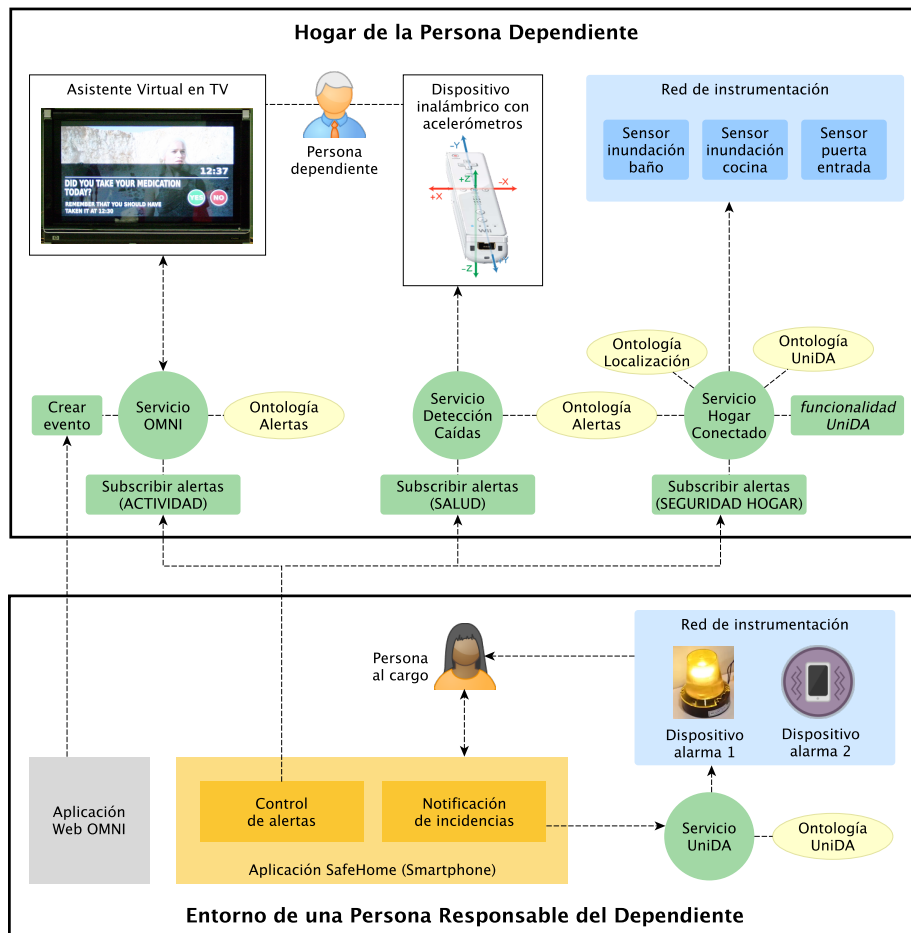 Hogar de la Persona Dependiente
Asistente Virtual en TV
12:37
DID YOU TAKE YOUR MEDICATION
TODAY?
YES
NO
REMEMBER THAT YOU SHOULD HAVE
TAKEN IT AT 12:30
Persona
dependiente
Dispositivo
inalámbrico con
acelerómetros
-Y
+Z
-X
+X
-Z
+Y
Red de instrumentación
Sensor
inundación
baño
Sensor
inundación
cocina
Sensor
puerta
entrada
Crear
evento
Servicio
OMNI
Ontología
Alertas
Subscribir alertas
(ACTIVIDAD)
Servicio
Detección
Caídas
Ontología
Alertas
Subscribir alertas
(SALUD)
Ontología
Localización
Ontología
UniDA
Servicio
Hogar
Conectado
funcionalidad
UniDA
Subscribir alertas
(SEGURIDAD HOGAR)
Persona
al cargo
Red de instrumentación
Dispositivo
alarma 1
Dispositivo
alarma 2
Aplicación
Web OMNI
Control
de alertas
Notificación
de incidencias
Aplicación SafeHome (Smartphone)
Servicio
UniDA
Ontología
UniDA
Entorno de una Persona Responsable del Dependiente